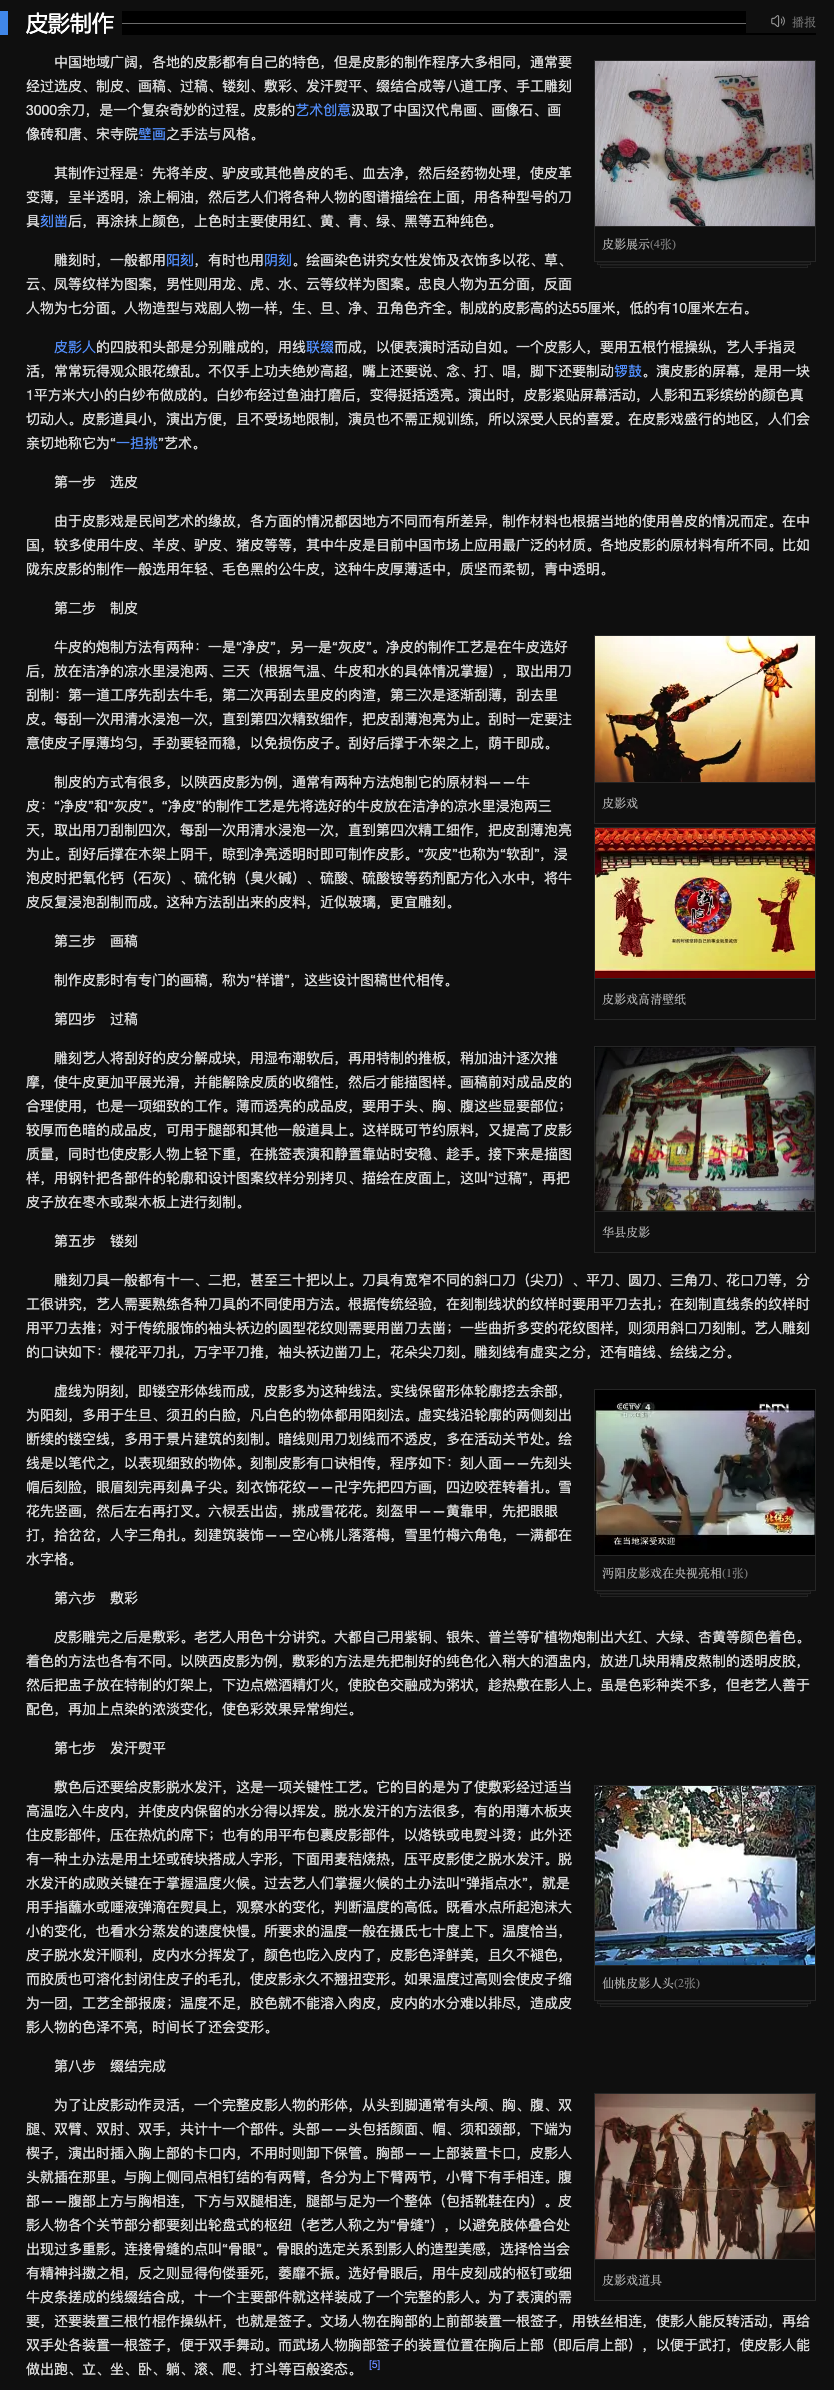 皮影制作
播报
中国地域广阔，各地的皮影都有自己的特色，但是皮影的制作程序大多相同，通常要
经过选皮、制皮、画稿、过稿、镂刻、敷彩、发汗熨平、缀结合成等八道工序、手工雕刻
3000余刀，是一个复杂奇妙的过程。皮影的艺术创意汲取了中国汉代帛画、画像石、画
像砖和唐、宋寺院壁画之手法与风格。
其制作过程是：先将羊皮、驴皮或其他兽皮的毛、血去净，然后经药物处理，使皮革
变薄，呈半透明，涂上桐油，然后艺人们将各种人物的图谱描绘在上面，用各种型号的刀
具刻凿后，再涂抹上颜色，上色时主要使用红、黄、青、绿、黑等五种纯色。
皮影展示(4张)
雕刻时，一般都用阳刻，有时也用阴刻。绘画染色讲究女性发饰及衣饰多以花、草、
云、凤等纹样为图案，男性则用龙、虎、水、云等纹样为图案。忠良人物为五分面，反面
人物为七分面。人物造型与戏剧人物一样，生、旦、净、丑角色齐全。制成的皮影高的达55厘米，低的有10厘米左右。
皮影人的四肢和头部是分别雕成的，用线联缀而成，以便表演时活动自如。一个皮影人，要用五根竹棍操纵，艺人手指灵
活，常常玩得观众眼花缭乱。不仅手上功夫绝妙高超，嘴上还要说、念、打、唱，脚下还要制动锣鼓。演皮影的屏幕，是用一块
1平方米大小的白纱布做成的。白纱布经过鱼油打磨后，变得挺括透亮。演出时，皮影紧贴屏幕活动，人影和五彩缤纷的颜色真
切动人。皮影道具小，演出方便，且不受场地限制，演员也不需正规训练，所以深受人民的喜爱。在皮影戏盛行的地区，人们会
亲切地称它为“一担挑”艺术。
第一步　选皮
由于皮影戏是民间艺术的缘故，各方面的情况都因地方不同而有所差异，制作材料也根据当地的使用兽皮的情况而定。在中
国，较多使用牛皮、羊皮、驴皮、猪皮等等，其中牛皮是目前中国市场上应用最广泛的材质。各地皮影的原材料有所不同。比如
陇东皮影的制作一般选用年轻、毛色黑的公牛皮，这种牛皮厚薄适中，质坚而柔韧，青中透明。
第二步　制皮
牛皮的炮制方法有两种：一是“净皮”，另一是“灰皮”。净皮的制作工艺是在牛皮选好
后，放在洁净的凉水里浸泡两、三天（根据气温、牛皮和水的具体情况掌握），取出用刀
刮制：第一道工序先刮去牛毛，第二次再刮去里皮的肉渣，第三次是逐渐刮薄，刮去里
皮。每刮一次用清水浸泡一次，直到第四次精致细作，把皮刮薄泡亮为止。刮时一定要注
意使皮子厚薄均匀，手劲要轻而稳，以免损伤皮子。刮好后撑于木架之上，荫干即成。
皮影戏
制皮的方式有很多，以陕西皮影为例，通常有两种方法炮制它的原材料——牛
皮：“净皮”和“灰皮”。“净皮”的制作工艺是先将选好的牛皮放在洁净的凉水里浸泡两三
天，取出用刀刮制四次，每刮一次用清水浸泡一次，直到第四次精工细作，把皮刮薄泡亮
为止。刮好后撑在木架上阴干，晾到净亮透明时即可制作皮影。“灰皮”也称为“软刮”，浸
泡皮时把氧化钙（石灰）、硫化钠（臭火碱）、硫酸、硫酸铵等药剂配方化入水中，将牛
皮反复浸泡刮制而成。这种方法刮出来的皮料，近似玻璃，更宜雕刻。
第三步　画稿
制作皮影时有专门的画稿，称为“样谱”，这些设计图稿世代相传。
皮影戏高清壁纸
第四步　过稿
雕刻艺人将刮好的皮分解成块，用湿布潮软后，再用特制的推板，稍加油汁逐次推
摩，使牛皮更加平展光滑，并能解除皮质的收缩性，然后才能描图样。画稿前对成品皮的
合理使用，也是一项细致的工作。薄而透亮的成品皮，要用于头、胸、腹这些显要部位；
较厚而色暗的成品皮，可用于腿部和其他一般道具上。这样既可节约原料，又提高了皮影
质量，同时也使皮影人物上轻下重，在挑签表演和静置靠站时安稳、趁手。接下来是描图
样，用钢针把各部件的轮廓和设计图案纹样分别拷贝、描绘在皮面上，这叫“过稿”，再把
皮子放在枣木或梨木板上进行刻制。
华县皮影
第五步　镂刻
雕刻刀具一般都有十一、二把，甚至三十把以上。刀具有宽窄不同的斜口刀（尖刀）、平刀、圆刀、三角刀、花口刀等，分
工很讲究，艺人需要熟练各种刀具的不同使用方法。根据传统经验，在刻制线状的纹样时要用平刀去扎；在刻制直线条的纹样时
用平刀去推；对于传统服饰的袖头袄边的圆型花纹则需要用凿刀去凿；一些曲折多变的花纹图样，则须用斜口刀刻制。艺人雕刻
的口诀如下：樱花平刀扎，万字平刀推，袖头袄边凿刀上，花朵尖刀刻。雕刻线有虚实之分，还有暗线、绘线之分。
虚线为阴刻，即镂空形体线而成，皮影多为这种线法。实线保留形体轮廓挖去余部，
为阳刻，多用于生旦、须丑的白脸，凡白色的物体都用阳刻法。虚实线沿轮廓的两侧刻出
断续的镂空线，多用于景片建筑的刻制。暗线则用刀划线而不透皮，多在活动关节处。绘
线是以笔代之，以表现细致的物体。刻制皮影有口诀相传，程序如下：刻人面——先刻头
帽后刻脸，眼眉刻完再刻鼻子尖。刻衣饰花纹——卍字先把四方画，四边咬茬转着扎。雪
花先竖画，然后左右再打叉。六棱丢出齿，挑成雪花花。刻盔甲——黄靠甲，先把眼眼
打，拾岔岔，人字三角扎。刻建筑装饰——空心桃儿落落梅，雪里竹梅六角龟，一满都在
水字格。
CCTV 4
在当地深受欢迎
沔阳皮影戏在央视亮相(1张)
第六步　敷彩
皮影雕完之后是敷彩。老艺人用色十分讲究。大都自己用紫铜、银朱、普兰等矿植物炮制出大红、大绿、杏黄等颜色着色。
着色的方法也各有不同。以陕西皮影为例，敷彩的方法是先把制好的纯色化入稍大的酒盅内，放进几块用精皮熬制的透明皮胶，
然后把盅子放在特制的灯架上，下边点燃酒精灯火，使胶色交融成为粥状，趁热敷在影人上。虽是色彩种类不多，但老艺人善于
配色，再加上点染的浓淡变化，使色彩效果异常绚烂。
第七步　发汗熨平
敷色后还要给皮影脱水发汗，这是一项关键性工艺。它的目的是为了使敷彩经过适当
高温吃入牛皮内，并使皮内保留的水分得以挥发。脱水发汗的方法很多，有的用薄木板夹
住皮影部件，压在热炕的席下；也有的用平布包裹皮影部件，以烙铁或电熨斗烫；此外还
有一种土办法是用土坯或砖块搭成人字形，下面用麦秸烧热，压平皮影使之脱水发汗。脱
水发汗的成败关键在于掌握温度火候。过去艺人们掌握火候的土办法叫“弹指点水”，就是
用手指蘸水或唾液弹滴在熨具上，观察水的变化，判断温度的高低。既看水点所起泡沫大
小的变化，也看水分蒸发的速度快慢。所要求的温度一般在摄氏七十度上下。温度恰当，
皮子脱水发汗顺利，皮内水分挥发了，颜色也吃入皮内了，皮影色泽鲜美，且久不褪色，
而胶质也可溶化封闭住皮子的毛孔，使皮影永久不翘扭变形。如果温度过高则会使皮子缩
为一团，工艺全部报废；温度不足，胶色就不能溶入肉皮，皮内的水分难以排尽，造成皮
影人物的色泽不亮，时间长了还会变形。
仙桃皮影人头(2张)
第八步　缀结完成
为了让皮影动作灵活，一个完整皮影人物的形体，从头到脚通常有头颅、胸、腹、双
腿、双臂、双肘、双手，共计十一个部件。头部——头包括颜面、帽、须和颈部，下端为
楔子，演出时插入胸上部的卡口内，不用时则卸下保管。胸部——上部装置卡口，皮影人
头就插在那里。与胸上侧同点相钉结的有两臂，各分为上下臂两节，小臂下有手相连。腹
部——腹部上方与胸相连，下方与双腿相连，腿部与足为一个整体（包括靴鞋在内）。皮
影人物各个关节部分都要刻出轮盘式的枢纽（老艺人称之为“骨缝”），以避免肢体叠合处
出现过多重影。连接骨缝的点叫“骨眼”。骨眼的选定关系到影人的造型美感，选择恰当会
有精神抖擞之相，反之则显得佝偻垂死，萎靡不振。选好骨眼后，用牛皮刻成的枢钉或细
牛皮条搓成的线缀结合成，十一个主要部件就这样装成了一个完整的影人。为了表演的需
要，还要装置三根竹棍作操纵杆，也就是签子。文场人物在胸部的上前部装置一根签子，用铁丝相连，使影人能反转活动，再给
双手处各装置一根签子，便于双手舞动。而武场人物胸部签子的装置位置在胸后上部（即后肩上部），以便于武打，使皮影人能
做出跑、立、坐、卧、躺、滚、爬、打斗等百般姿态。 [5]
皮影戏道具